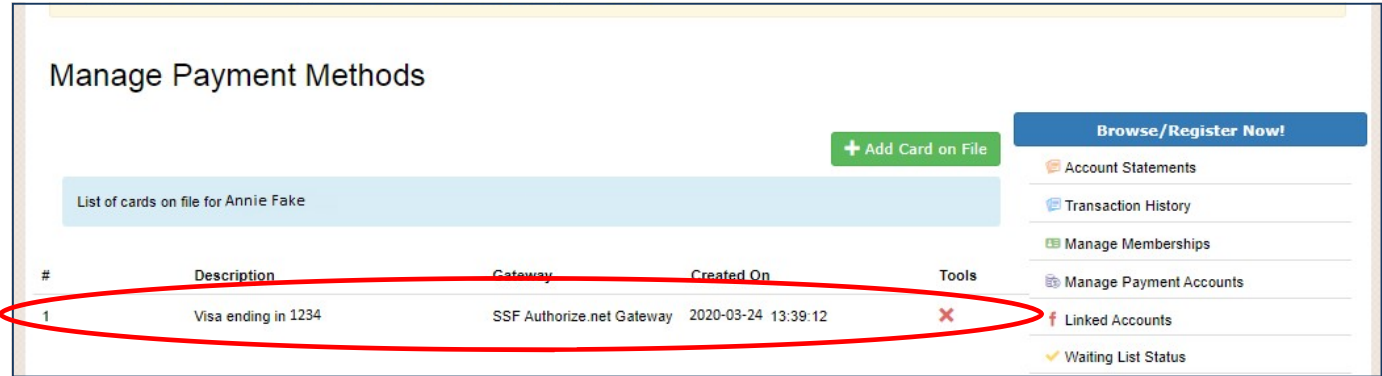 Manage Payment Methods
+ Add Card on File
List of cards on file for Annie Fake
# Description Gateway Created On Tools
1 Visa ending in 1234 SSF Authorize.net Gateway 2020-03-24 13:39:12
Browse/Register Now!
Account Statements
Transaction History
Manage Memberships
Manage Payment Accounts
Linked Accounts
Waiting List Status